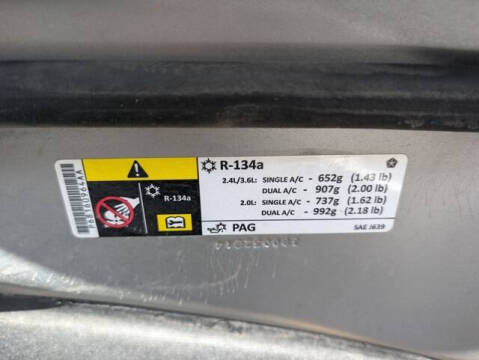 R-134a
2.4L/3.6L: SINGLE A/C - 652g (1.43 lb)
DUAL A/C - 907g (2.00 lb)
2.0L: SINGLE A/C - 737g (1.62 lb)
DUAL A/C - 992g (2.18 lb)
PAG SAE J639
R-134a